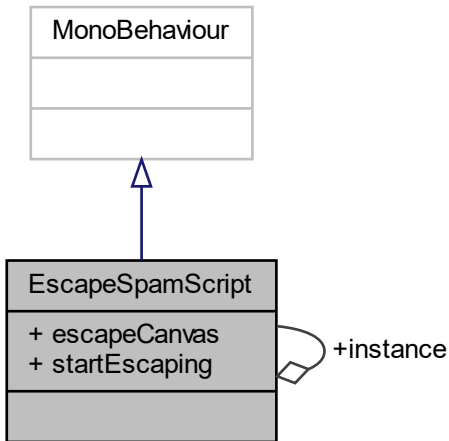 MonoBehaviour
EscapeSpamScript
+ escapeCanvas
+ startEscaping
+instance